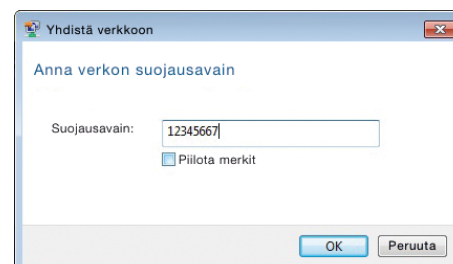 Yhdistä verkkoon
Anna verkon suojausavain
Suojausavain: 12345667
Piilota merkit
OK Peruuta